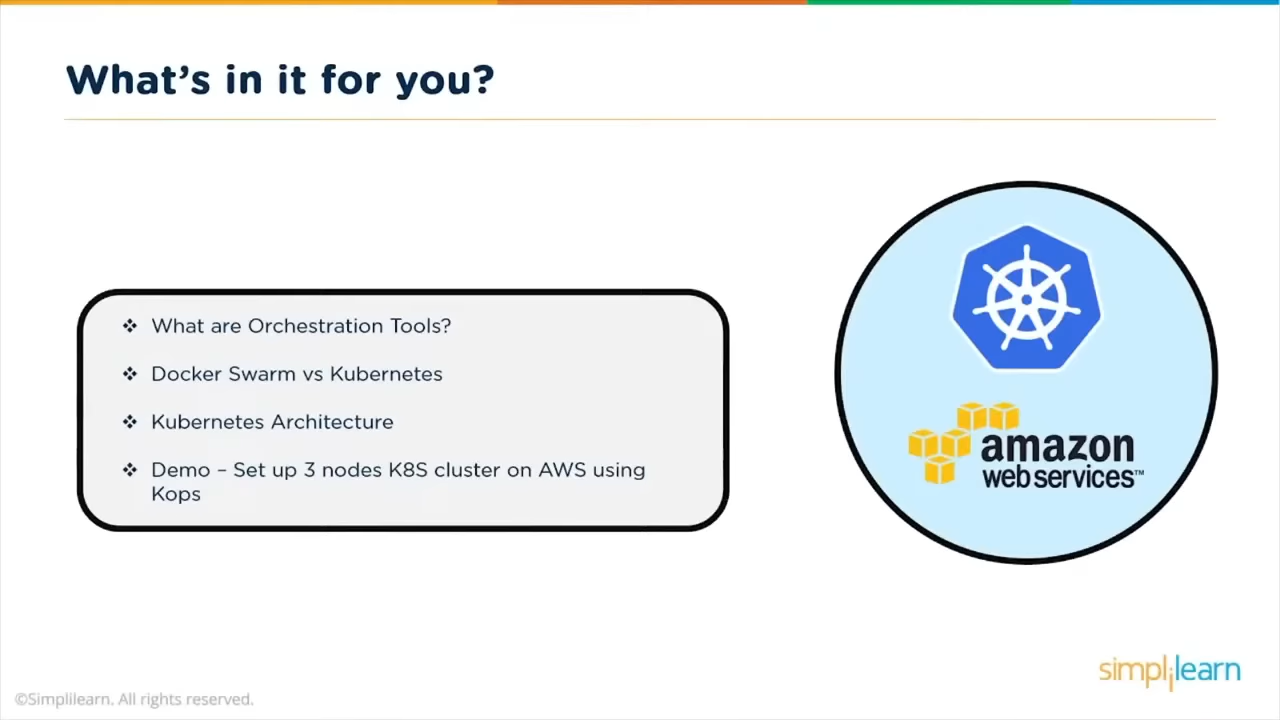 What's in it for you?
❖ What are Orchestration Tools?
❖ Docker Swarm vs Kubernetes
❖ Kubernetes Architecture
❖ Demo – Set up 3 nodes K8S cluster on AWS using
Kops
amazon
web services™
simplilearn
©Simplilearn. All rights reserved.